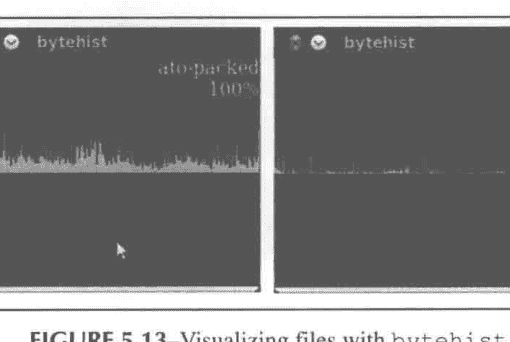 bytehist
bytehist
ato-packed
100%
FIGURE 5.13–Visualizing files with bytehist